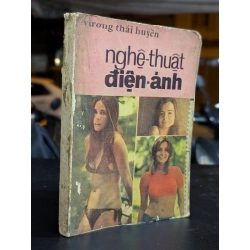 vương thái huyền
nghệ-thuật
điện-ảnh